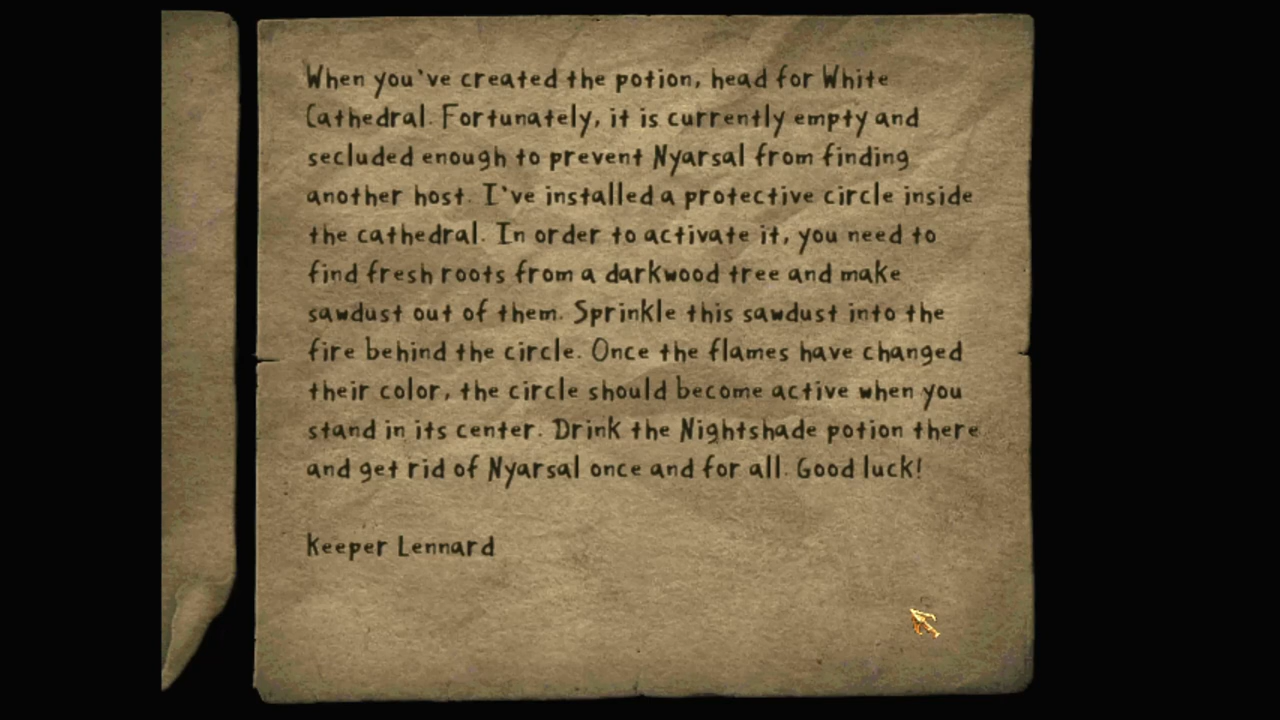 When you've created the potion, head for White
Cathedral. Fortunately, it is currently empty and
secluded enough to prevent Nyarsal from finding
another host. I've installed a protective circle inside
the cathedral. In order to activate it, you need to
find fresh roots from a darkwood tree and make
sawdust out of them. Sprinkle this sawdust into the
fire behind the circle. Once the flames have changed
their color, the circle should become active when you
stand in its center. Drink the Nightshade potion there
and get rid of Nyarsal once and for all. Good luck!
Keeper Lennard